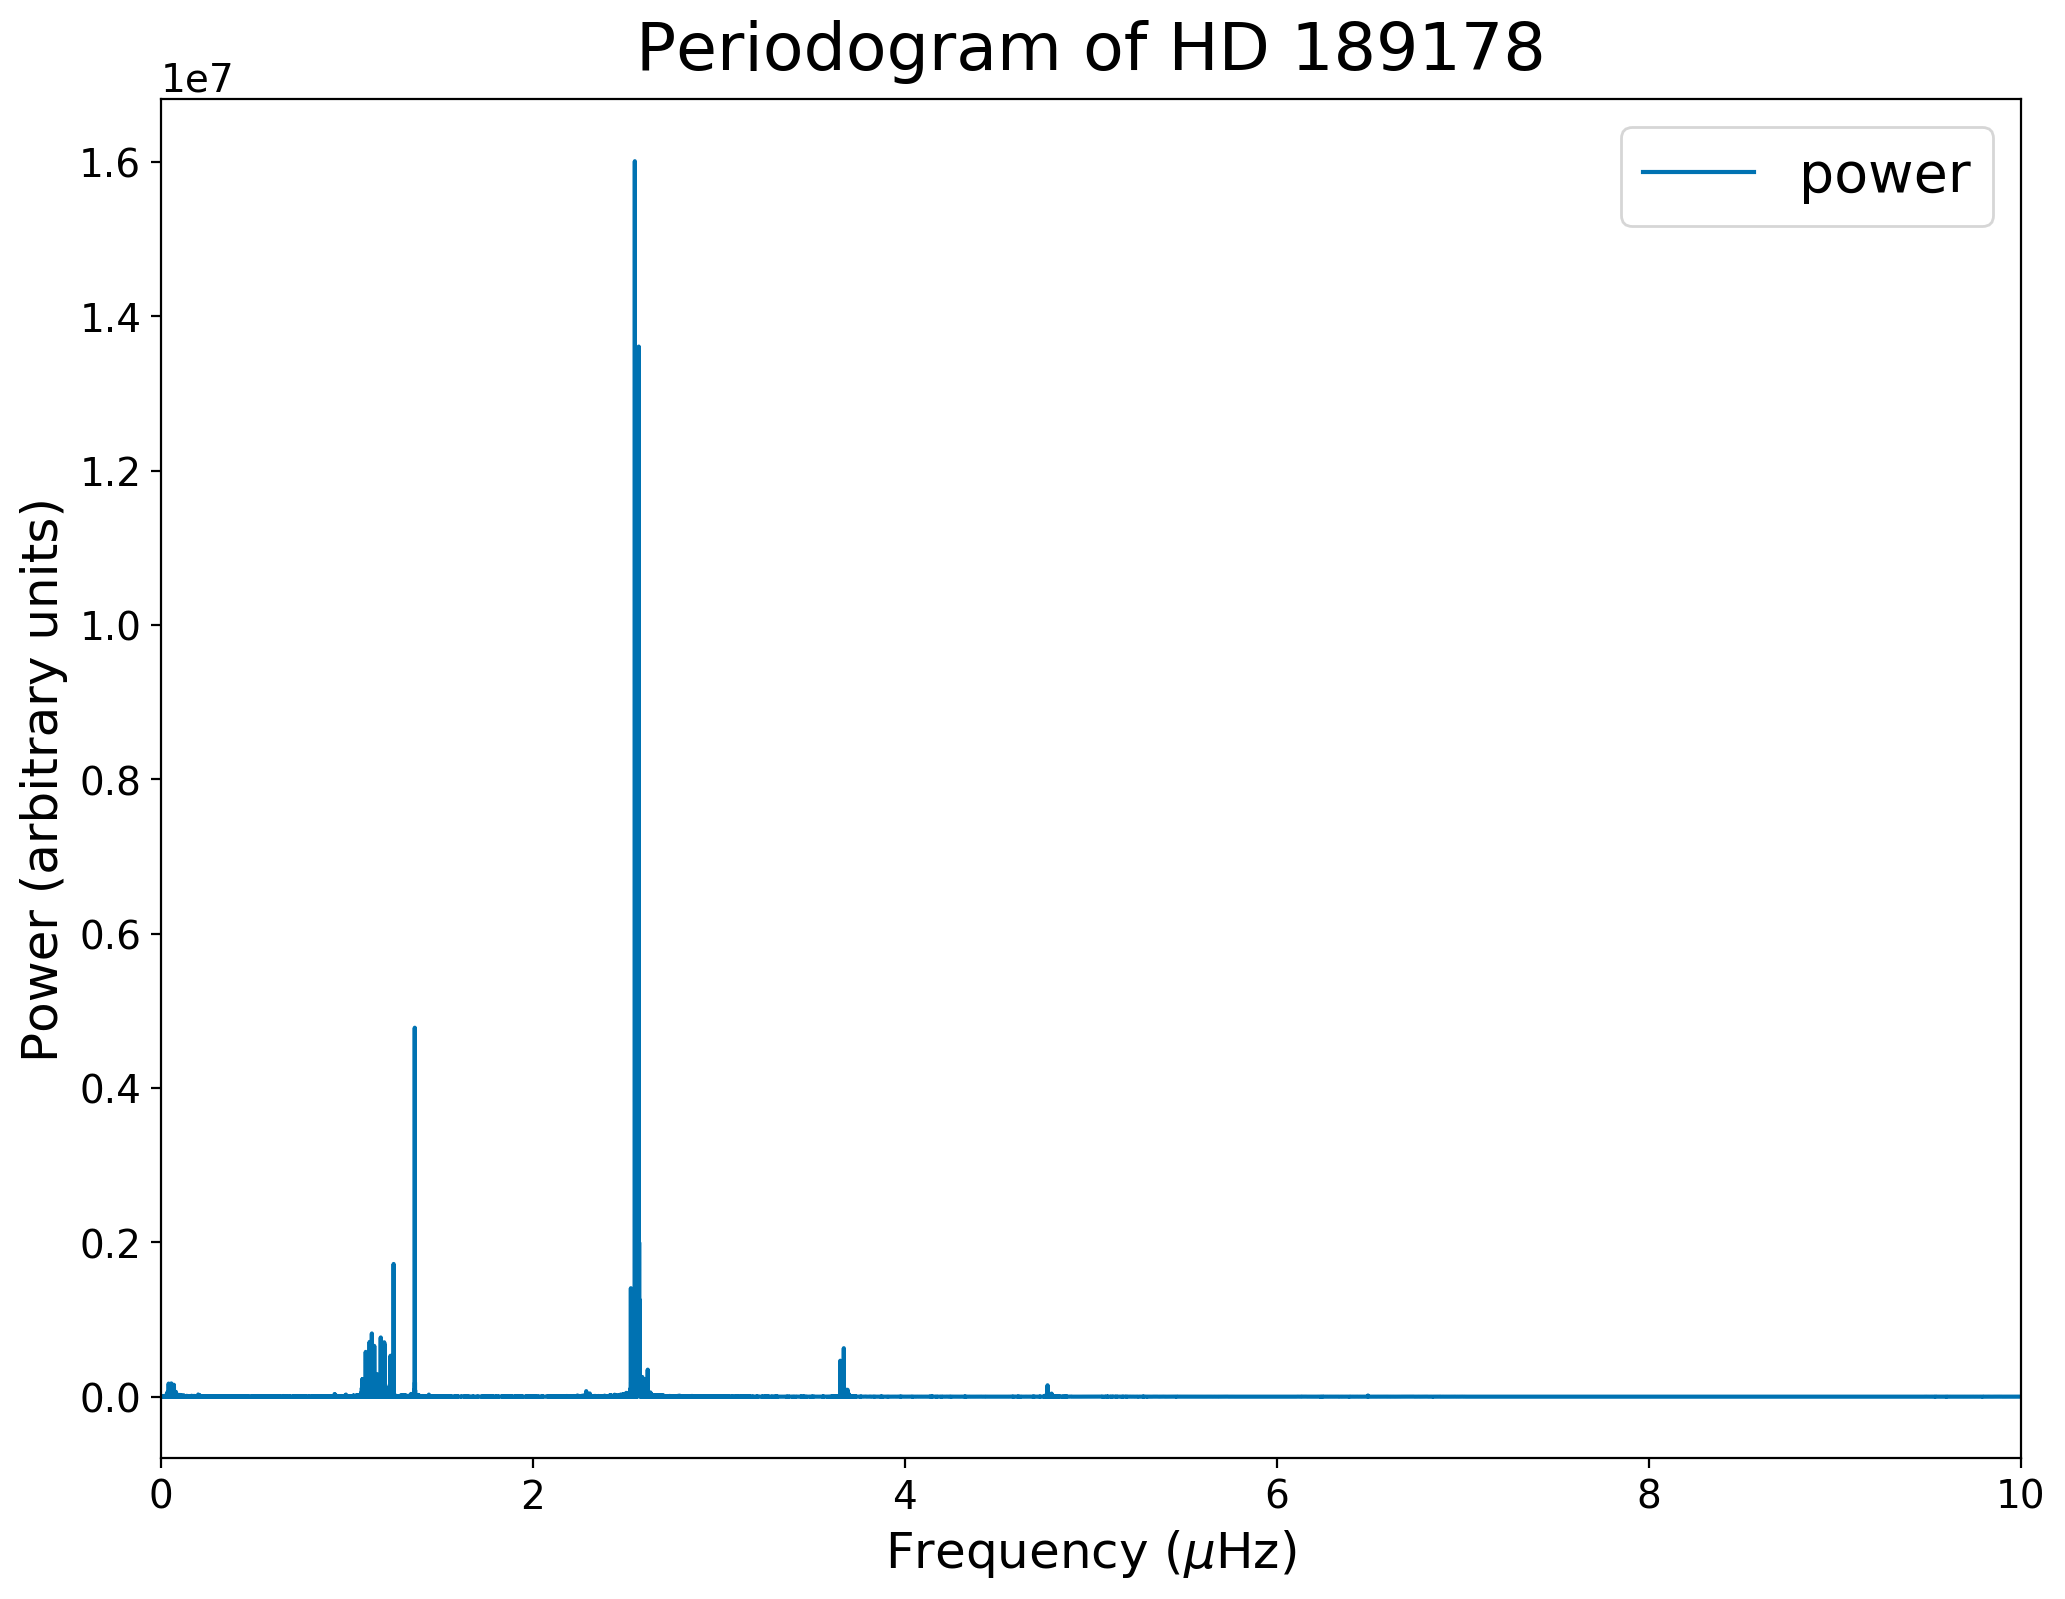 Periodogram of HD 189178
1e7
power
1.6
1.4
1.2
1.0
0.8
0.6
0.4
0.2
0.0
Power (arbitrary units)
0 2 4 6 8 10
Frequency (μHz)